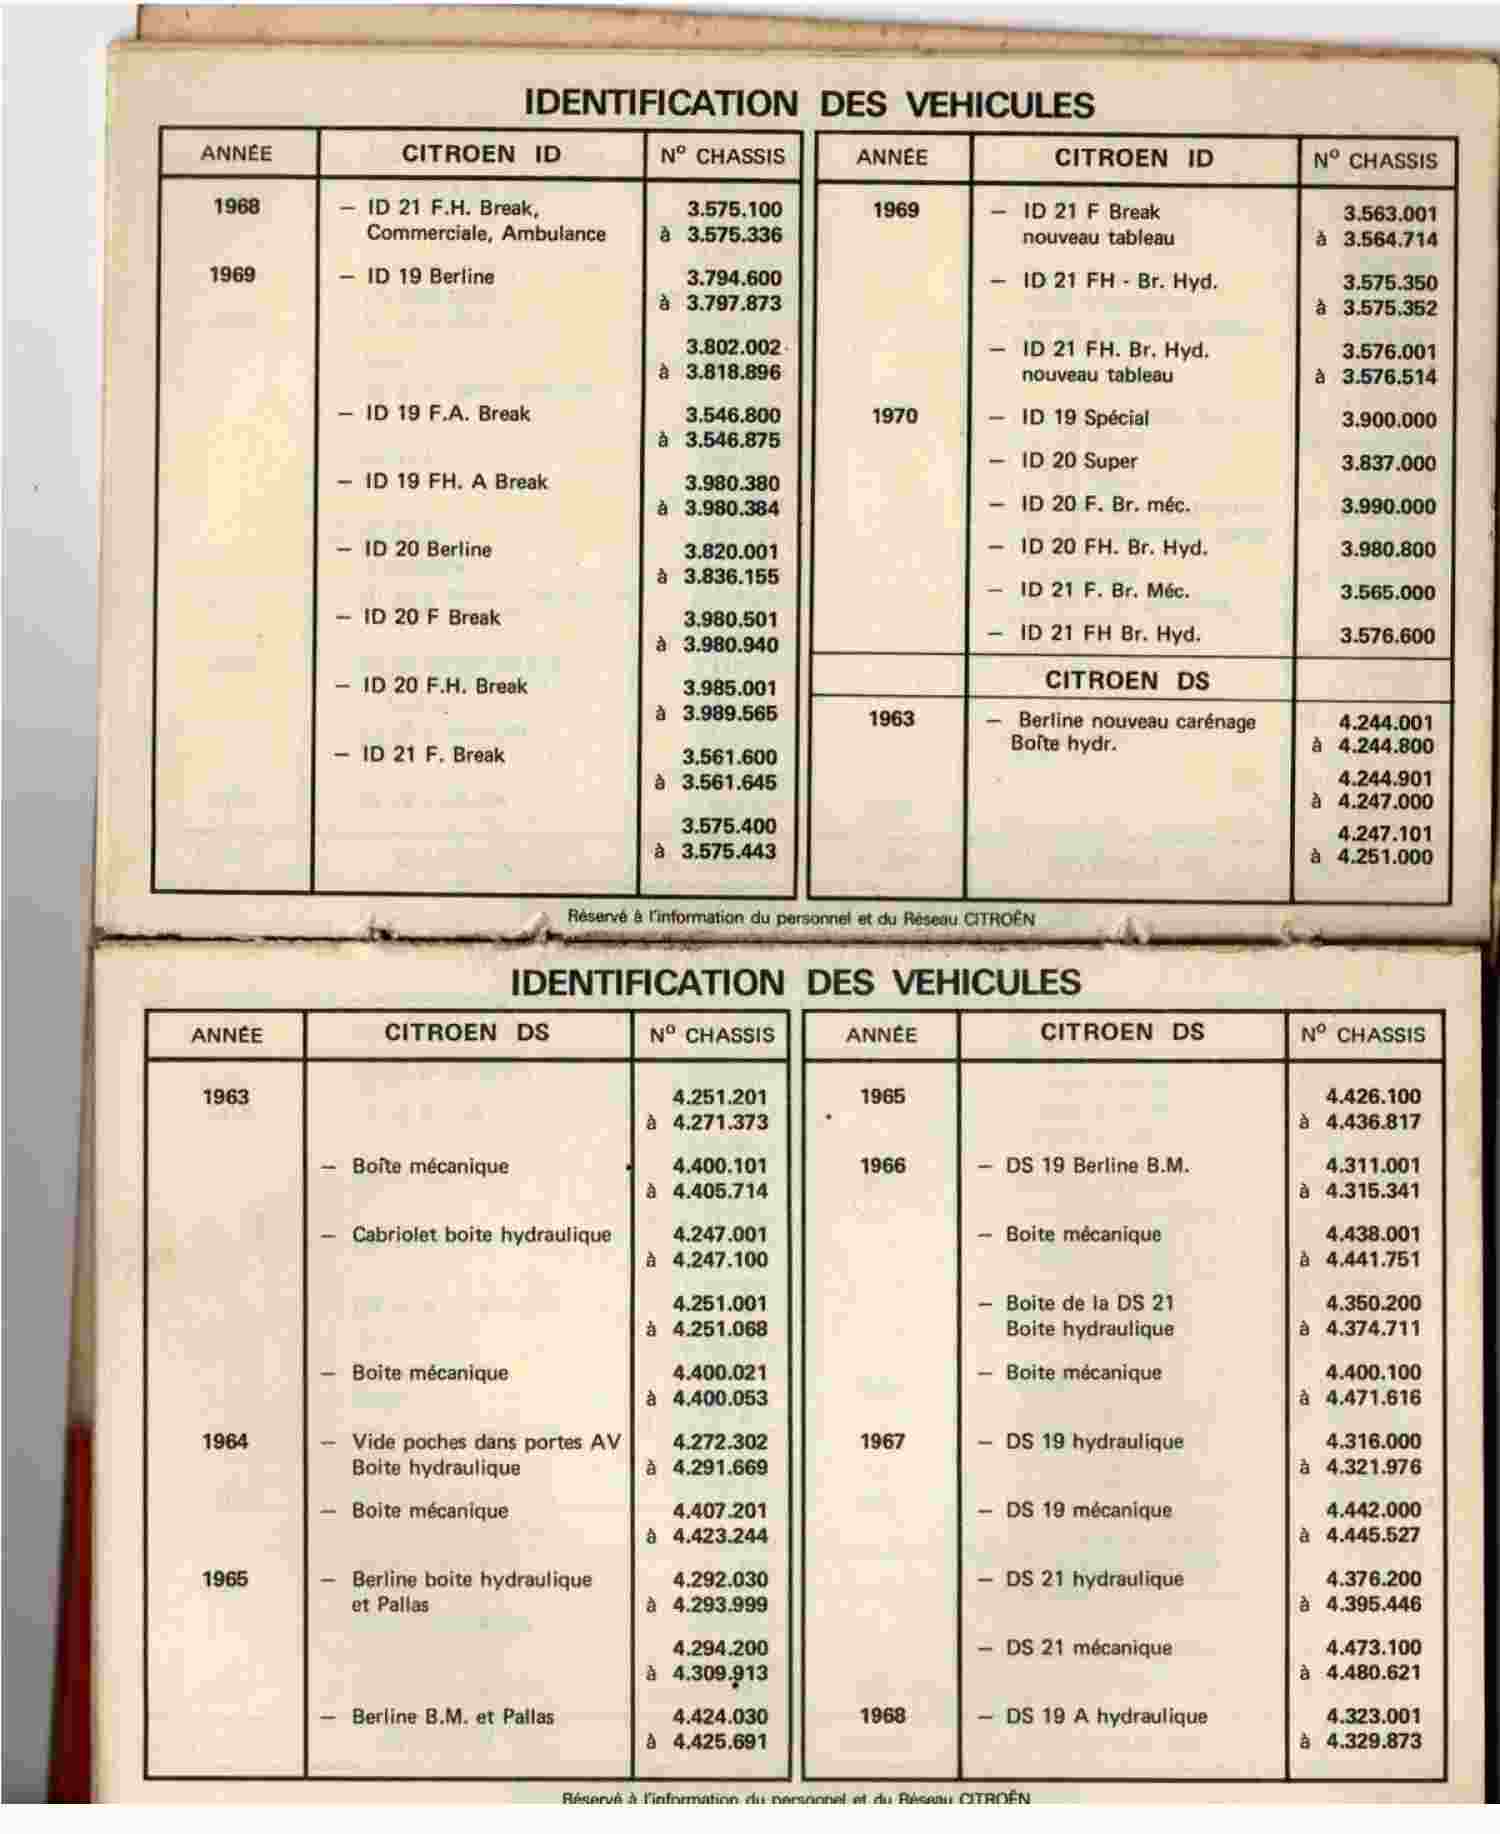 IDENTIFICATION DES VEHICULES
ANNÉE CITROEN ID Nº CHASSIS
1968 – ID 21 F.H. Break, 3.575.100
Commerciale, Ambulance à 3.575.336
1969 – ID 19 Berline 3.794.600
à 3.797.873
3.802.002
à 3.818.896
– ID 19 F.A. Break 3.546.800
à 3.546.875
– ID 19 FH. A Break 3.980.380
à 3.980.384
– ID 20 Berline 3.820.001
à 3.836.155
– ID 20 F Break 3.980.501
à 3.980.940
– ID 20 F.H. Break 3.985.001
à 3.989.565
– ID 21 F. Break 3.561.600
à 3.561.645
3.575.400
à 3.575.443
ANNÉE CITROEN ID Nº CHASSIS
1969 – ID 21 F Break 3.563.001
nouveau tableau à 3.564.714
– ID 21 FH - Br. Hyd. 3.575.350
à 3.575.352
– ID 21 FH. Br. Hyd. 3.576.001
nouveau tableau à 3.576.514
1970 – ID 19 Spécial 3.900.000
– ID 20 Super 3.837.000
– ID 20 F. Br. méc. 3.990.000
– ID 20 FH. Br. Hyd. 3.980.800
– ID 21 F. Br. Méc. 3.565.000
– ID 21 FH Br. Hyd. 3.576.600
CITROEN DS
1963 – Berline nouveau carénage 4.244.001
Boîte hydr. à 4.244.800
4.244.901
à 4.247.000
4.247.101
à 4.251.000
Réservé à l'information du personnel et du Réseau CITROËN
IDENTIFICATION DES VEHICULES
ANNÉE CITROEN DS Nº CHASSIS
1963 4.251.201
à 4.271.373
– Boîte mécanique 4.400.101
à 4.405.714
– Cabriolet boite hydraulique 4.247.001
à 4.247.100
4.251.001
à 4.251.068
– Boite mécanique 4.400.021
à 4.400.053
1964 – Vide poches dans portes AV 4.272.302
Boite hydraulique à 4.291.669
– Boite mécanique 4.407.201
à 4.423.244
1965 – Berline boite hydraulique 4.292.030
et Pallas à 4.293.999
4.294.200
à 4.309.913
– Berline B.M. et Pallas 4.424.030
à 4.425.691
ANNÉE CITROEN DS Nº CHASSIS
1965 4.426.100
à 4.436.817
1966 – DS 19 Berline B.M. 4.311.001
à 4.315.341
– Boite mécanique 4.438.001
à 4.441.751
– Boite de la DS 21 4.350.200
Boite hydraulique à 4.374.711
– Boite mécanique 4.400.100
à 4.471.616
1967 – DS 19 hydraulique 4.316.000
à 4.321.976
– DS 19 mécanique 4.442.000
à 4.445.527
– DS 21 hydraulique 4.376.200
à 4.395.446
– DS 21 mécanique 4.473.100
à 4.480.621
1968 – DS 19 A hydraulique 4.323.001
à 4.329.873
Réservé à l'information du personnel et du Réseau CITROËN